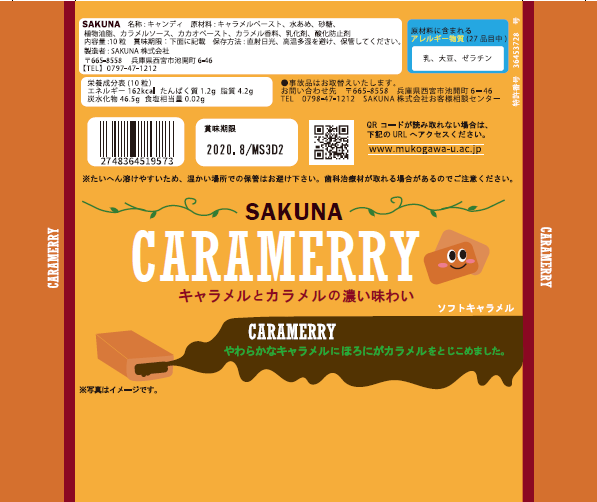 SAKUNA 名称：キャンディ 原材料：キャラメルペースト、水あめ、砂糖、
植物油脂、カラメルソース、カカオペースト、カラメル香料、乳化剤、酸化防止剤
内容量：10粒 賞味期限：下面に記載 保存方法：直射日光、高温多湿を避け、保管してください。
製造者：SAKUNA 株式会社
〒665-8558 兵庫県西宮市池開町 6-46
【TEL】0797-47-1212
原材料に含まれる
アレルギー物質（27 品目中）
乳、大豆、ゼラチン
特許番号 36453728 号
栄養成分表（10 粒）
エネルギー 162kcal たんぱく質 1.2g 脂質 4.2g
炭水化物 46.5g 食塩相当量 0.02g
●事故品はお取替えいたします。
お問い合わせ先 〒665-8558 兵庫県西宮市池開町 6-46
TEL 0798-47-1212 SAKUNA 株式会社お客様相談センター
2748364519573
賞味期限
2020.8/MS3D2
QR コードが読み取れない場合は、
下記の URL へアクセスください。
www.mukogawa-u.ac.jp
※たいへん溶けやすいため、温かい場所での保管はお避け下さい。歯科治療材が取れる場合があるのでご注意ください。
SAKUNA
CARAMERRY
キャラメルとカラメルの濃い味わい
ソフトキャラメル
CARAMERRY
やわらかなキャラメルにほろにがカラメルをとじこめました。
※写真はイメージです。
CARAMERRY
CARAMERRY